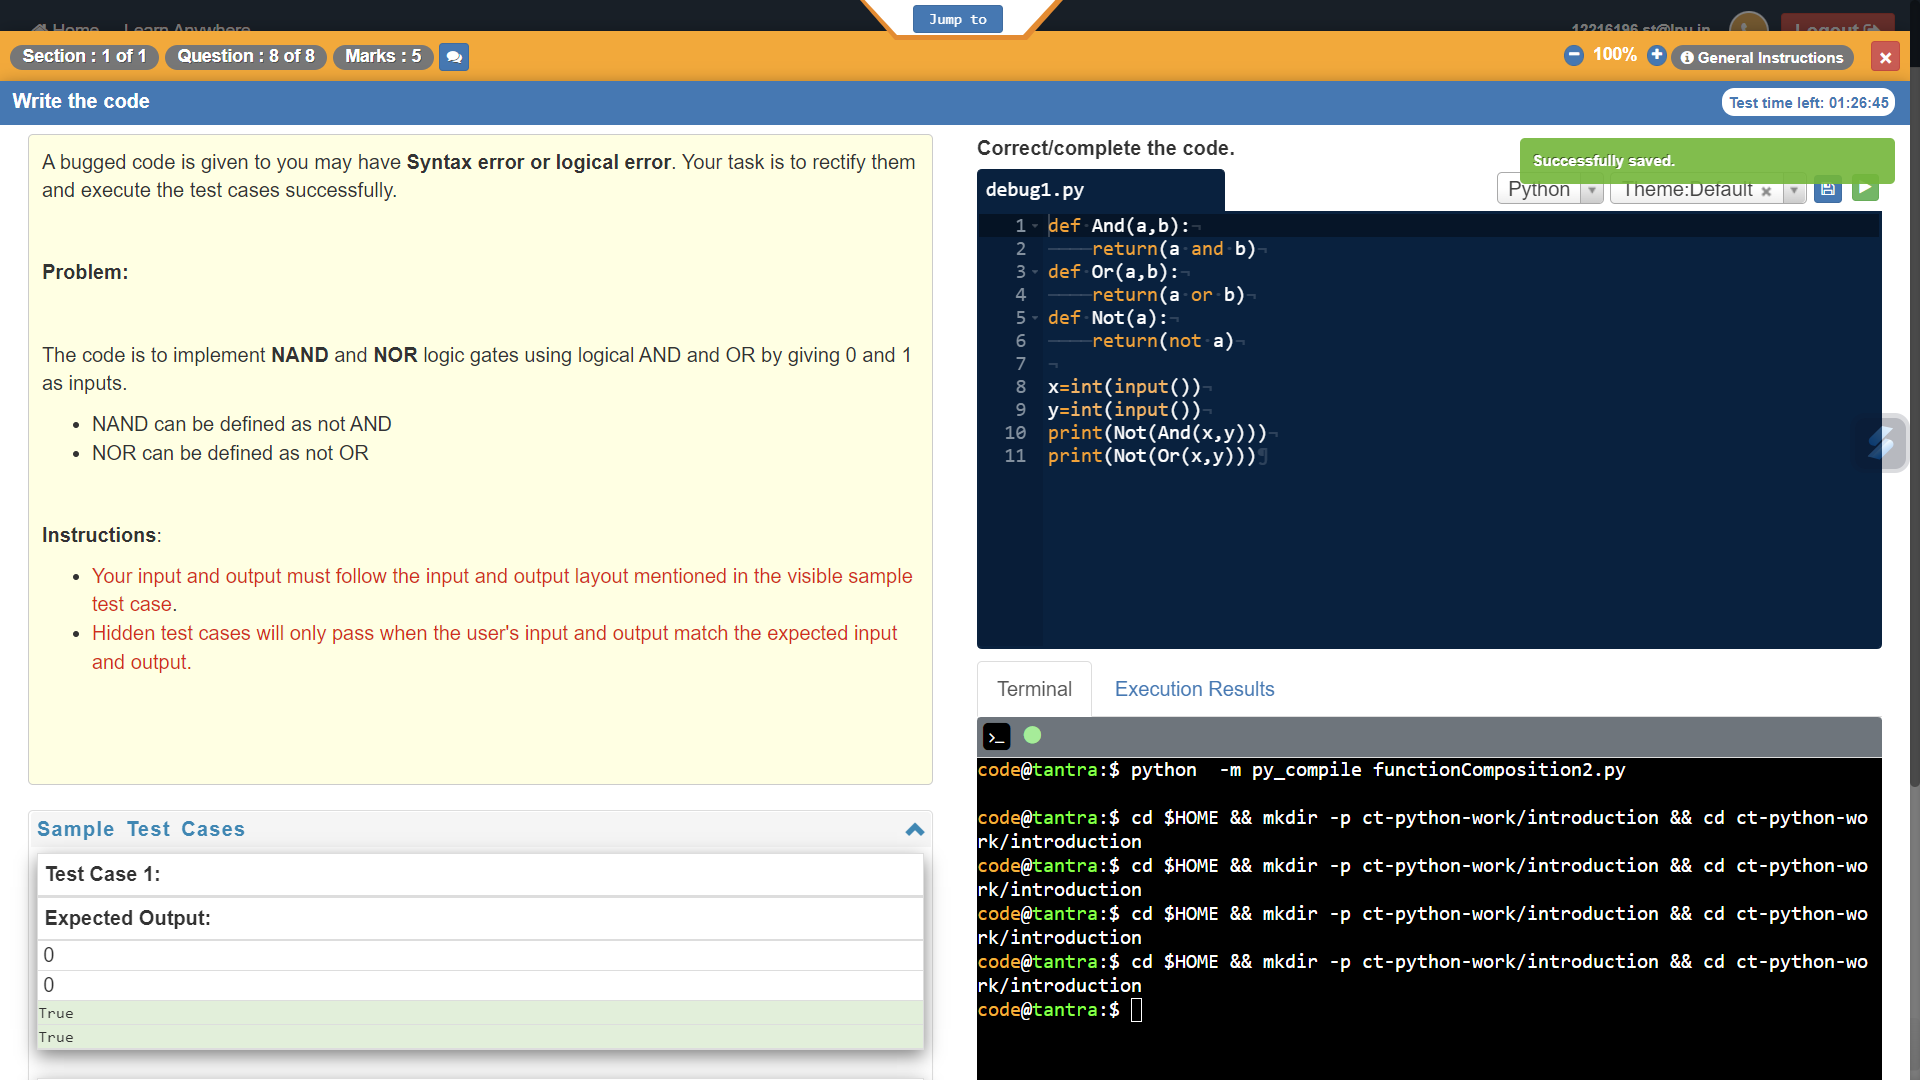 Jump to
Home Learn Anywhere
12216196.st@lpu.in Logout
Section : 1 of 1 Question : 8 of 8 Marks : 5
100% General Instructions
Write the code
Test time left: 01:26:45
A bugged code is given to you may have Syntax error or logical error. Your task is to rectify them
and execute the test cases successfully.
Problem:
The code is to implement NAND and NOR logic gates using logical AND and OR by giving 0 and 1
as inputs.
• NAND can be defined as not AND
• NOR can be defined as not OR
Instructions:
• Your input and output must follow the input and output layout mentioned in the visible sample
test case.
• Hidden test cases will only pass when the user's input and output match the expected input
and output.
Sample Test Cases
Test Case 1:
Expected Output:
0
0
True
True
Correct/complete the code.
Successfully saved.
debug1.py
Python Theme:Default
1 def And(a,b):
2 return(a and b)
3 def Or(a,b):
4 return(a or b)
5 def Not(a):
6 return(not a)
7
8 x=int(input())
9 y=int(input())
10 print(Not(And(x,y)))
11 print(Not(Or(x,y)))
Terminal Execution Results
code@tantra:$ python  -m py_compile functionComposition2.py
code@tantra:$ cd $HOME && mkdir -p ct-python-work/introduction && cd ct-python-wo
rk/introduction
code@tantra:$ cd $HOME && mkdir -p ct-python-work/introduction && cd ct-python-wo
rk/introduction
code@tantra:$ cd $HOME && mkdir -p ct-python-work/introduction && cd ct-python-wo
rk/introduction
code@tantra:$ cd $HOME && mkdir -p ct-python-work/introduction && cd ct-python-wo
rk/introduction
code@tantra:$